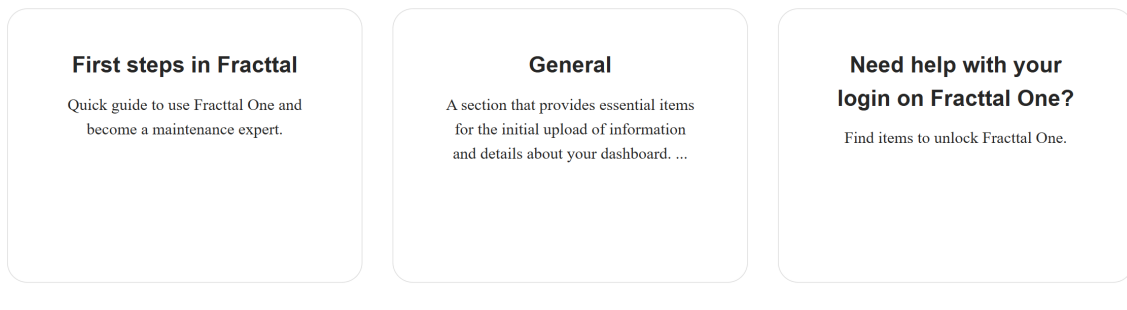 First steps in Fracttal
Quick guide to use Fracttal One and
become a maintenance expert.
General
A section that provides essential items
for the initial upload of information
and details about your dashboard. ...
Need help with your
login on Fracttal One?
Find items to unlock Fracttal One.